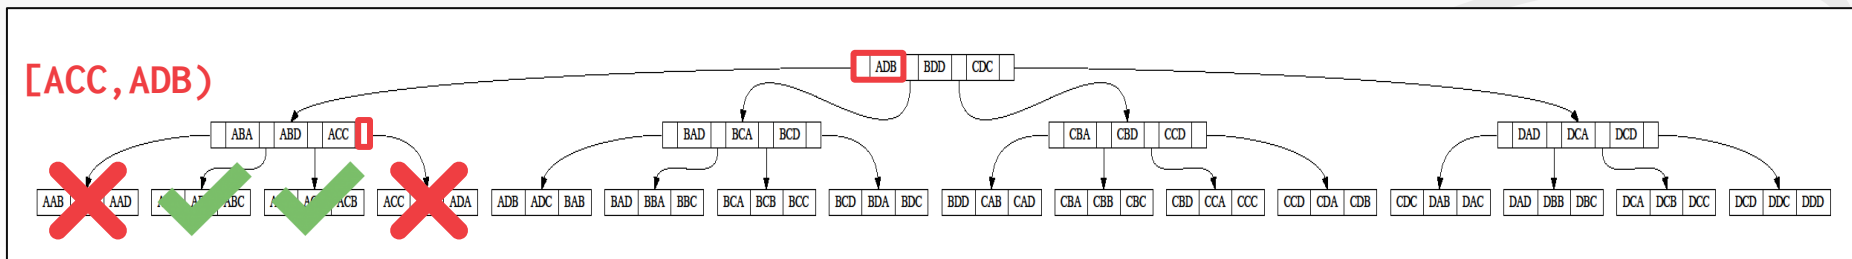 [ACC,ADB)
ADB BDD CDC
ABA ABD ACC BAD BCA BCD CBA CBD CCD DAD DCA DCD
AAB AAD ABC ACB ACC ADA ADB ADC BAB BAD BBA BBC BCA BCB BCC BCD BDA BDC BDD CAB CAD CBA CBB CBC CBD CCA CCC CCD CDA CDB CDC DAB DAC DAD DBB DBC DCA DCB DCC DCD DDC DDD